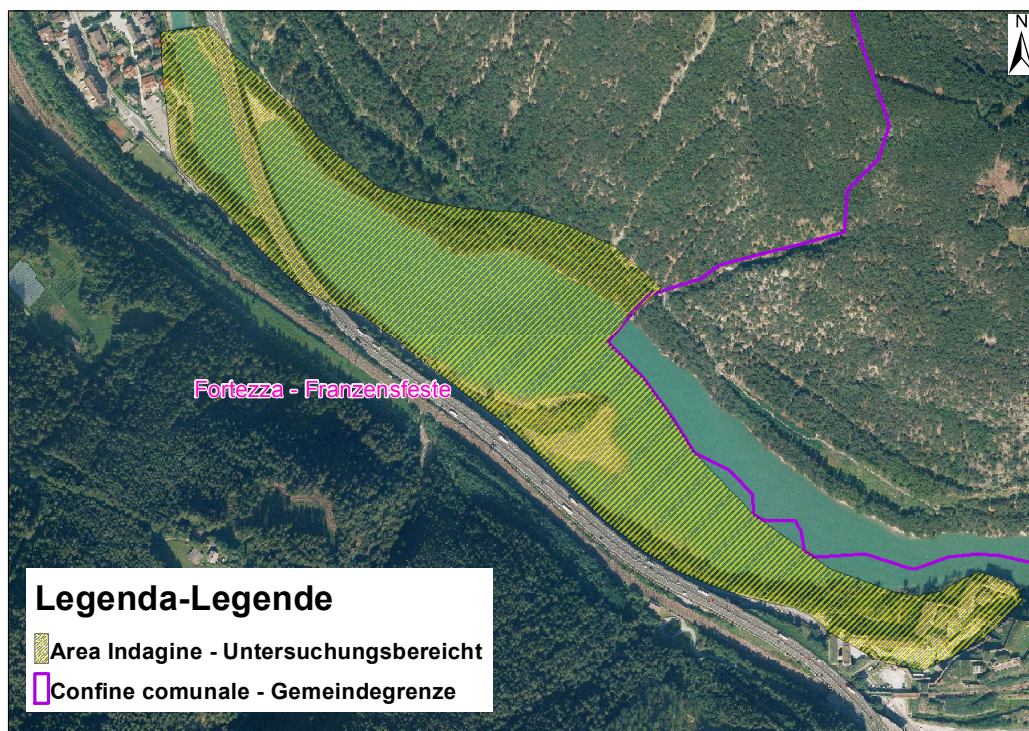 N
Fortezza - Franzensfeste
Legenda-Legende
Area Indagine - Untersuchungsbereicht
Confine comunale - Gemeindegrenze